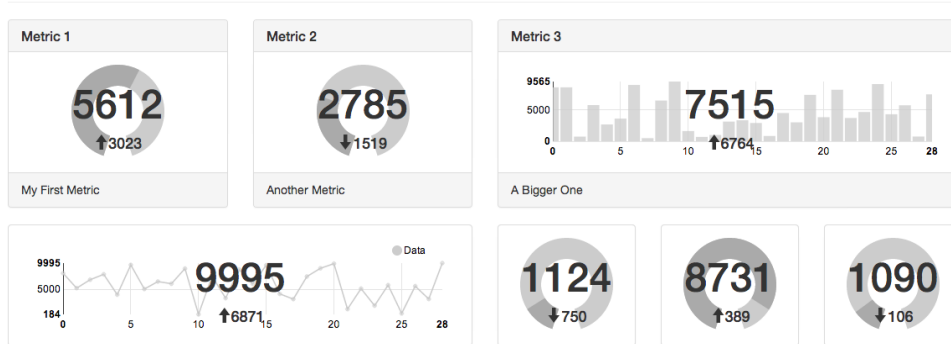 Metric 1
5612
3023
My First Metric
Metric 2
2785
1519
Another Metric
Metric 3
9565
5000
0
7515
6764
0 5 10 15 20 25 28
A Bigger One
Data
9995
5000
184
9995
6871
0 5 10 15 20 25 28
1124
750
8731
389
1090
106